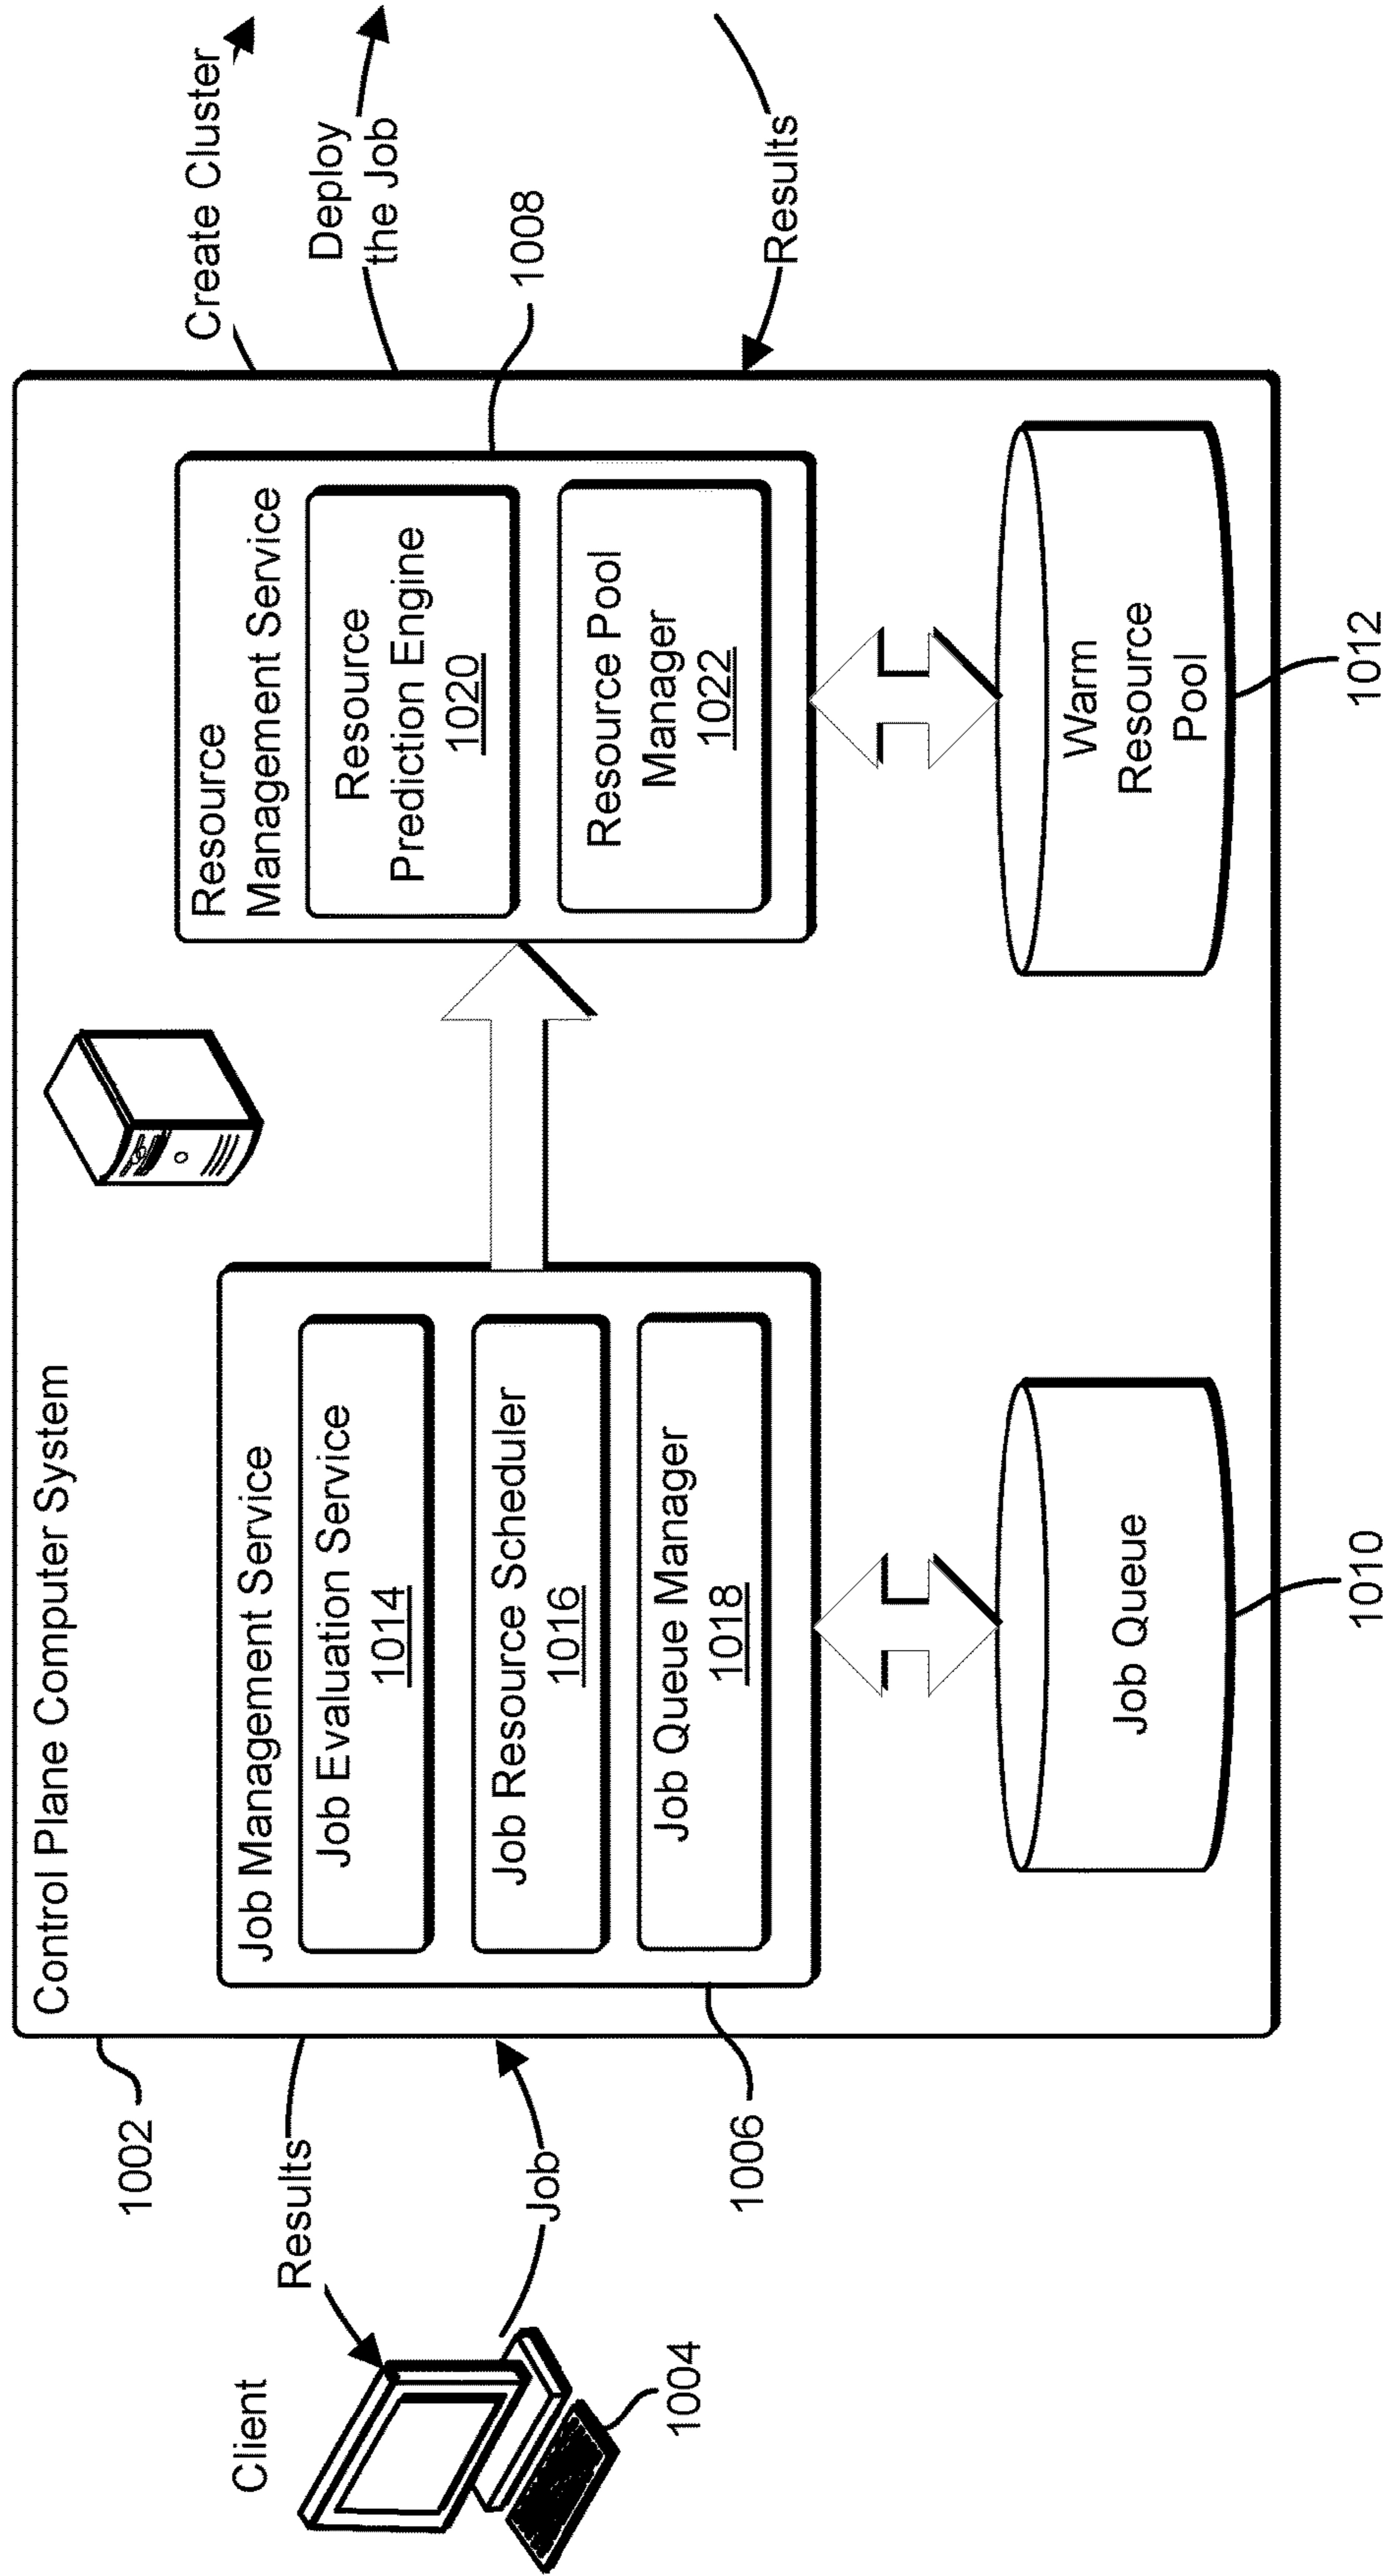 Control Plane Computer System
1002
Client
Results
Job
1004
1006
Job Management Service
Job Evaluation Service
1014
Job Resource Scheduler
1016
Job Queue Manager
1018
Job Queue
1010
Resource
Management Service
Resource
Prediction Engine
1020
Resource Pool
Manager
1022
Warm
Resource
Pool
1012
1008
Create Cluster
Deploy
the Job
Results